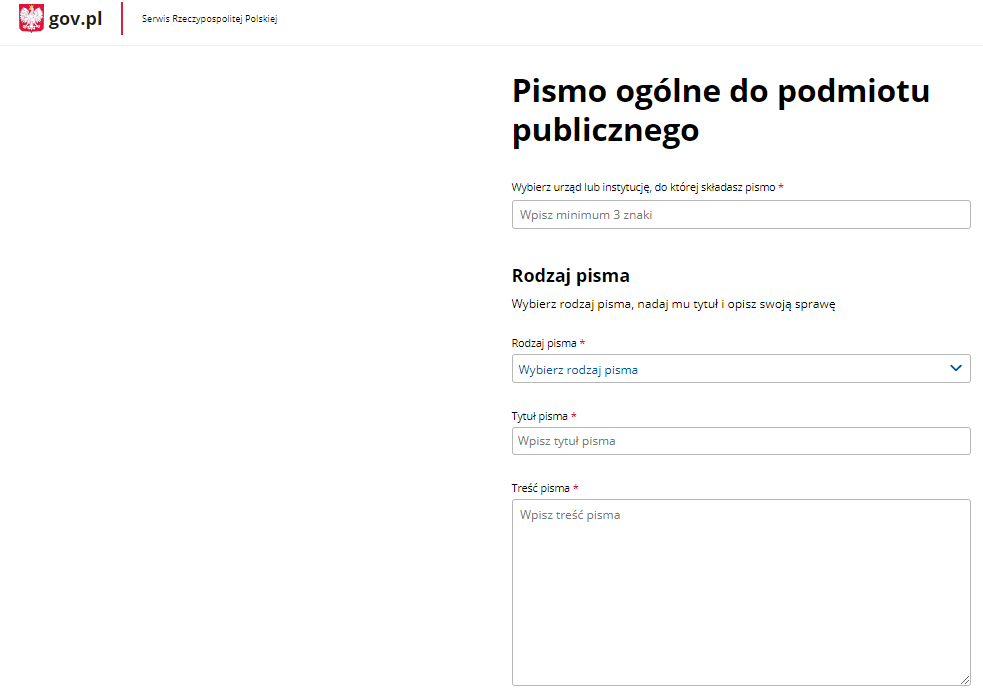 gov.pl
Serwis Rzeczypospolitej Polskiej
Pismo ogólne do podmiotu
publicznego
Wybierz urząd lub instytucję, do której składasz pismo *
Wpisz minimum 3 znaki
Rodzaj pisma
Wybierz rodzaj pisma, nadaj mu tytuł i opisz swoją sprawę
Rodzaj pisma *
Wybierz rodzaj pisma
Tytuł pisma *
Wpisz tytuł pisma
Treść pisma *
Wpisz treść pisma